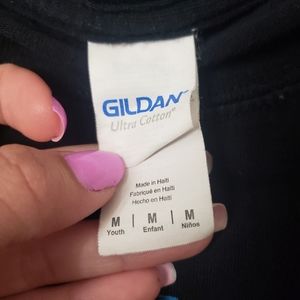 GILDAN
Ultra Cotton®
Made in Haiti
Fabriqué en Haïti
Hecho en Haití
M | M | M
Youth Enfant Niños